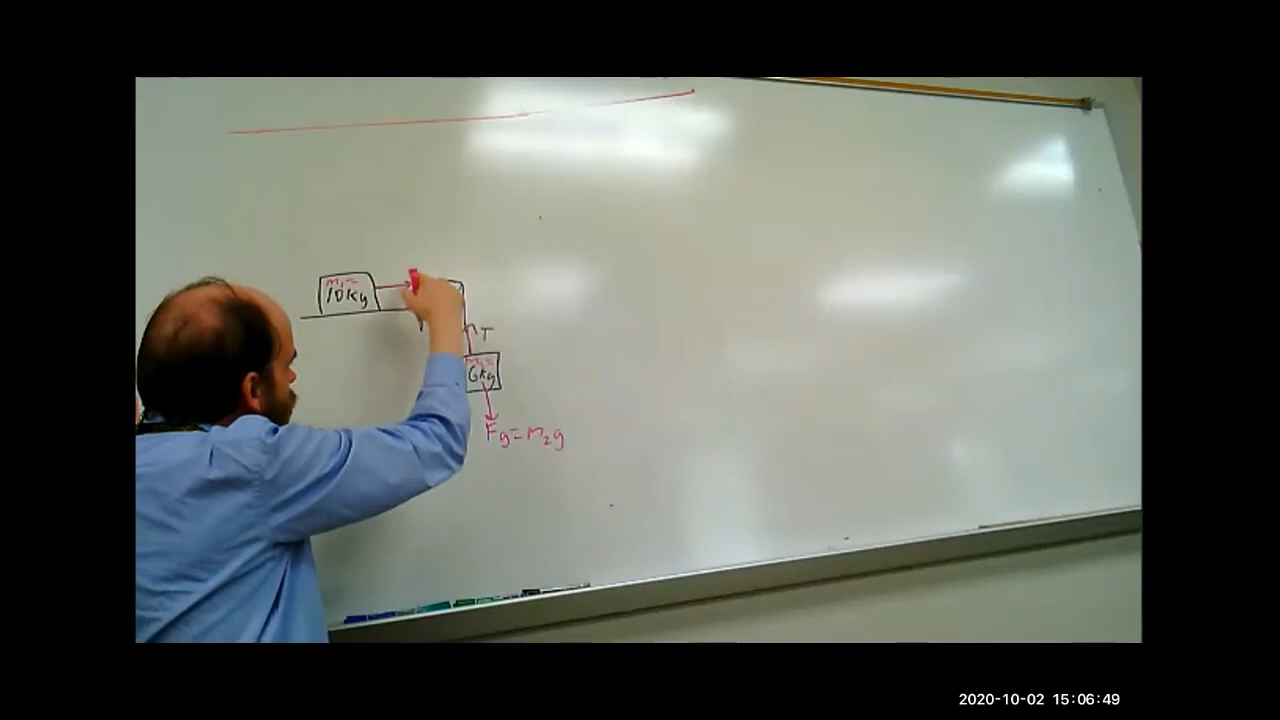 m₁=
10kg
T
m₂=
6kg
Fg=m₂g
2020-10-02 15:06:49